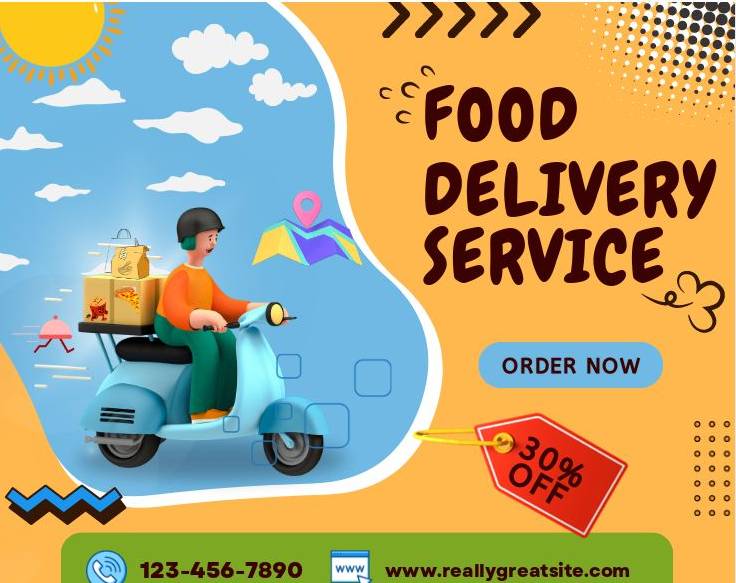 FOOD
DELIVERY
SERVICE
ORDER NOW
30%
OFF
123-456-7890
www
www.reallygreatsite.com